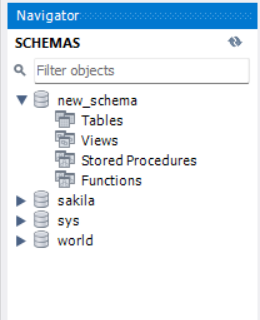 Navigator
SCHEMAS
Filter objects
new_schema
Tables
Views
Stored Procedures
Functions
sakila
sys
world